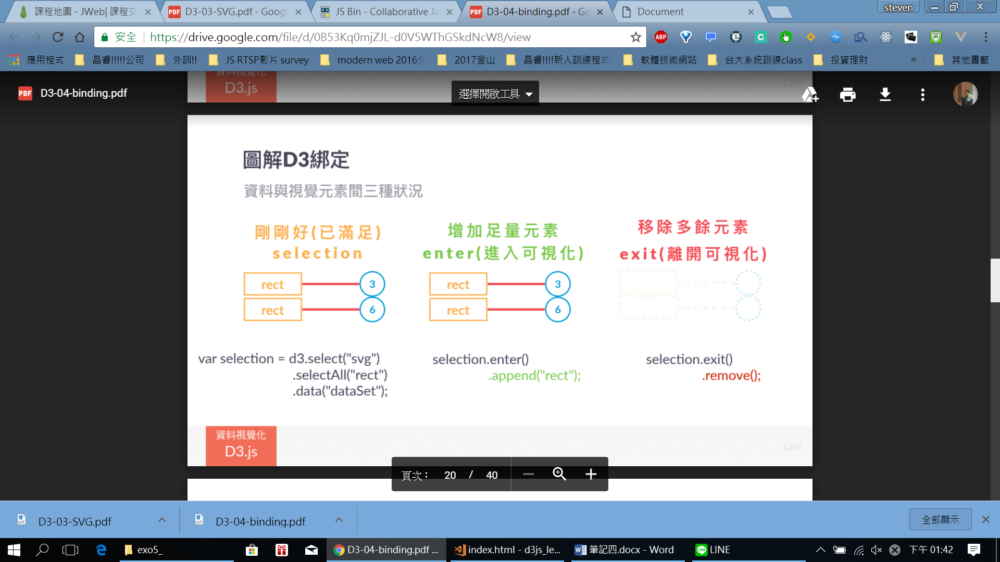 課程地圖 - JWeb| 課程交
D3-03-SVG.pdf - Googl
JS Bin - Collaborative Ja
D3-04-binding.pdf - Go
Document
steven
安全
https://drive.google.com/file/d/0B53Kq0mjZJL-d0V5WThGSkdNcW8/view
ABP
應用程式
晶睿!!!!!公司
外訓!!
JS RTSP影片 survey
modern web 2016外
2017釜山
晶睿!!!!新人訓練程式
軟體技術網站
台大系統訓練class
投資理財
»
其他書籤
PDF
D3-04-binding.pdf
資料視覺化
D3.js
選擇開啟工具
LJW
圖解D3綁定
資料與視覺元素間三種狀況
剛剛好(已滿足)
selection
rect
3
rect
6
var selection = d3.select("svg")
.selectAll("rect")
.data("dataSet");
增加足量元素
enter(進入可視化)
rect
3
rect
6
selection.enter()
.append("rect");
移除多餘元素
exit(離開可視化)
selection.exit()
.remove();
資料視覺化
D3.js
LJW
頁次：
20 / 40
D3-03-SVG.pdf
D3-04-binding.pdf
全部顯示
exo5_
D3-04-binding.pdf ...
index.html - d3js_le...
筆記四.docx - Word
LINE
下午 01:42